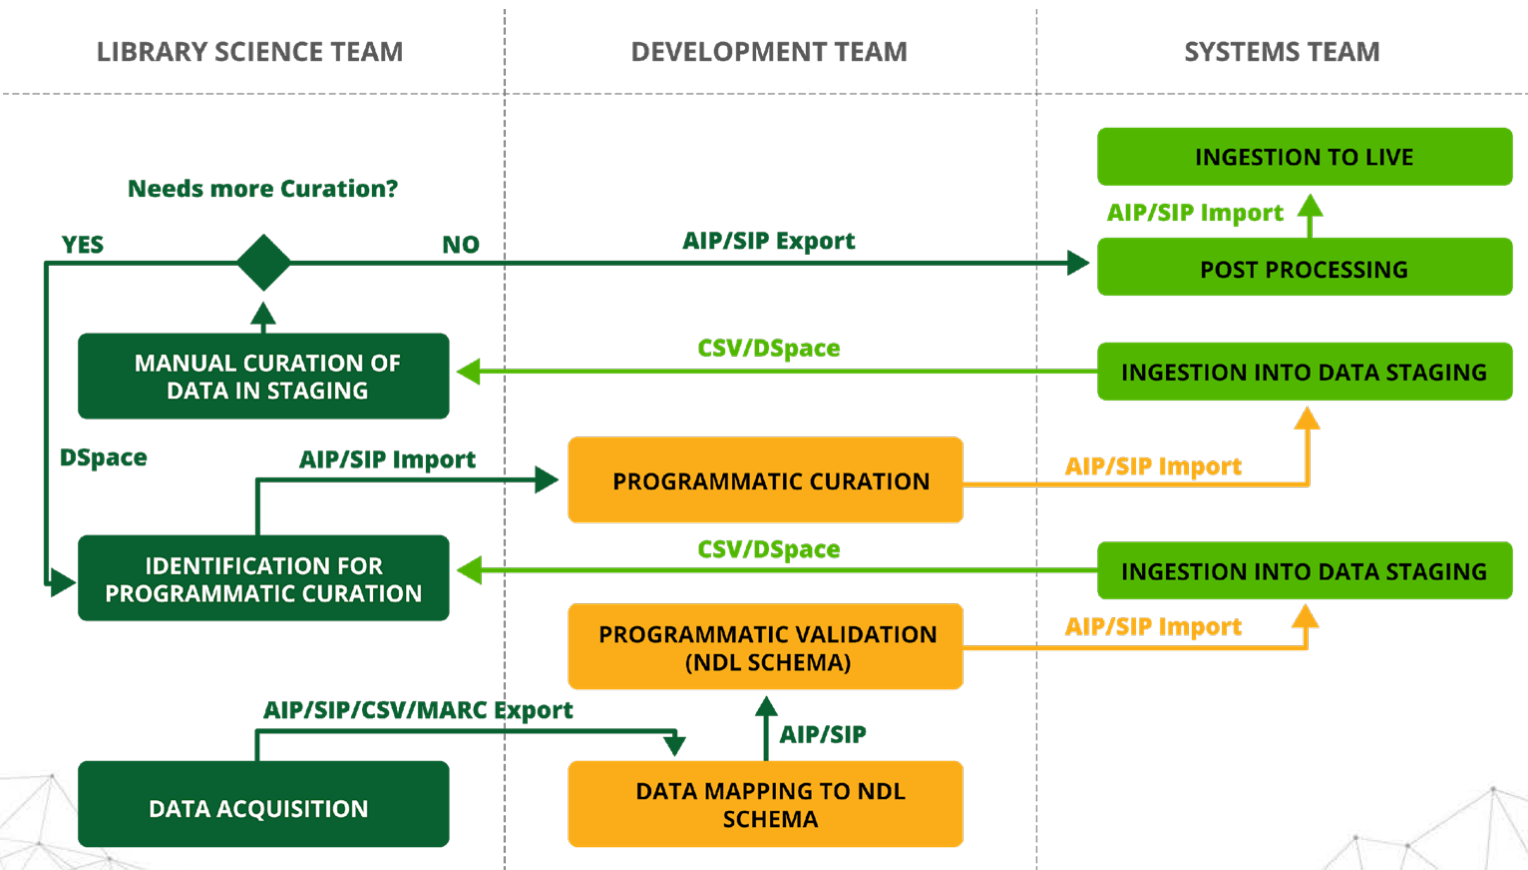 LIBRARY SCIENCE TEAM
DEVELOPMENT TEAM
SYSTEMS TEAM
INGESTION TO LIVE
Needs more Curation?
AIP/SIP Import
YES
NO
AIP/SIP Export
POST PROCESSING
CSV/DSpace
MANUAL CURATION OF
DATA IN STAGING
INGESTION INTO DATA STAGING
DSpace
AIP/SIP Import
AIP/SIP Import
PROGRAMMATIC CURATION
CSV/DSpace
IDENTIFICATION FOR
PROGRAMMATIC CURATION
INGESTION INTO DATA STAGING
PROGRAMMATIC VALIDATION
(NDL SCHEMA)
AIP/SIP Import
AIP/SIP/CSV/MARC Export
AIP/SIP
DATA ACQUISITION
DATA MAPPING TO NDL
SCHEMA